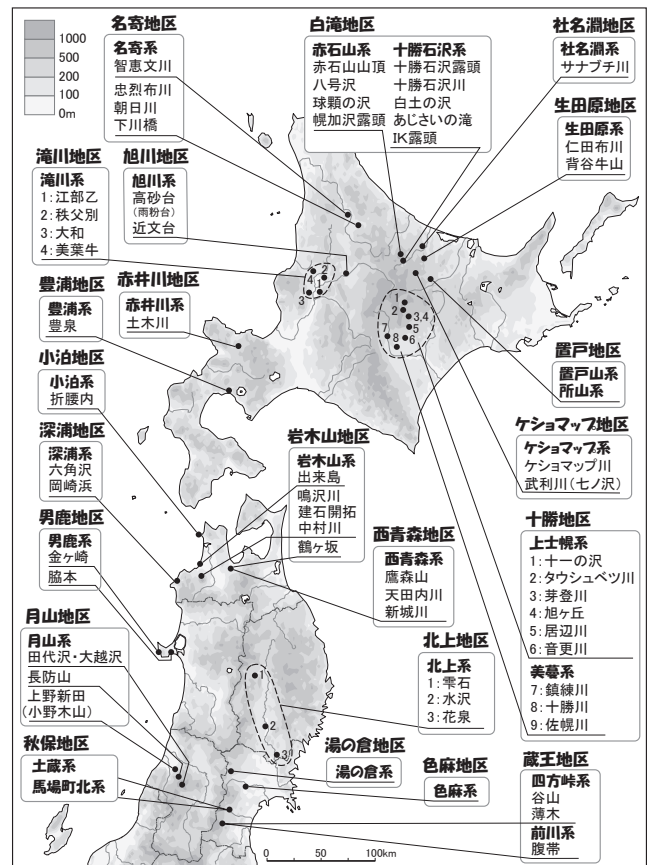 1000
500
200
100
0m
名寄地区
名寄系
智恵文川
忠烈布川
朝日川
下川橋
白滝地区
赤石山系
赤石山山頂
八号沢
球顆の沢
幌加沢露頭
十勝石沢系
十勝石沢露頭
十勝石沢川
白土の沢
あじさいの滝
IK露頭
社名淵地区
社名淵系
サナブチ川
生田原地区
生田原系
仁田布川
背谷牛山
滝川地区
滝川系
1:江部乙
2:秩父別
3:大和
4:美葉牛
旭川地区
旭川系
高砂台
(雨粉台)
近文台
豊浦地区
豊浦系
豊泉
赤井川地区
赤井川系
土木川
4
2
1
3
2
3,4
5
7
8
6
置戸地区
置戸山系
所山系
ケショマップ地区
ケショマップ系
ケショマップ川
武利川(七ノ沢)
小泊地区
小泊系
折腰内
深浦地区
深浦系
六角沢
岡崎浜
岩木山地区
岩木山系
出来島
鳴沢川
建石開拓
中村川
鶴ヶ坂
西青森地区
西青森系
鷹森山
天田内川
新城川
十勝地区
上士幌系
1:十一の沢
2:タウシュベツ川
3:芽登川
4:旭ヶ丘
5:居辺川
6:音更川
美蔓系
7:鎮練川
8:十勝川
9:佐幌川
男鹿地区
男鹿系
金ヶ崎
脇本
月山地区
月山系
田代沢・大越沢
長防山
上野新田
(小野木山)
北上地区
北上系
1:雫石
2:水沢
3:花泉
1
2
3
秋保地区
土蔵系
馬場町北系
湯の倉地区
湯の倉系
色麻地区
色麻系
蔵王地区
四方峠系
谷山
薄木
前川系
腹帯
0
50
100km